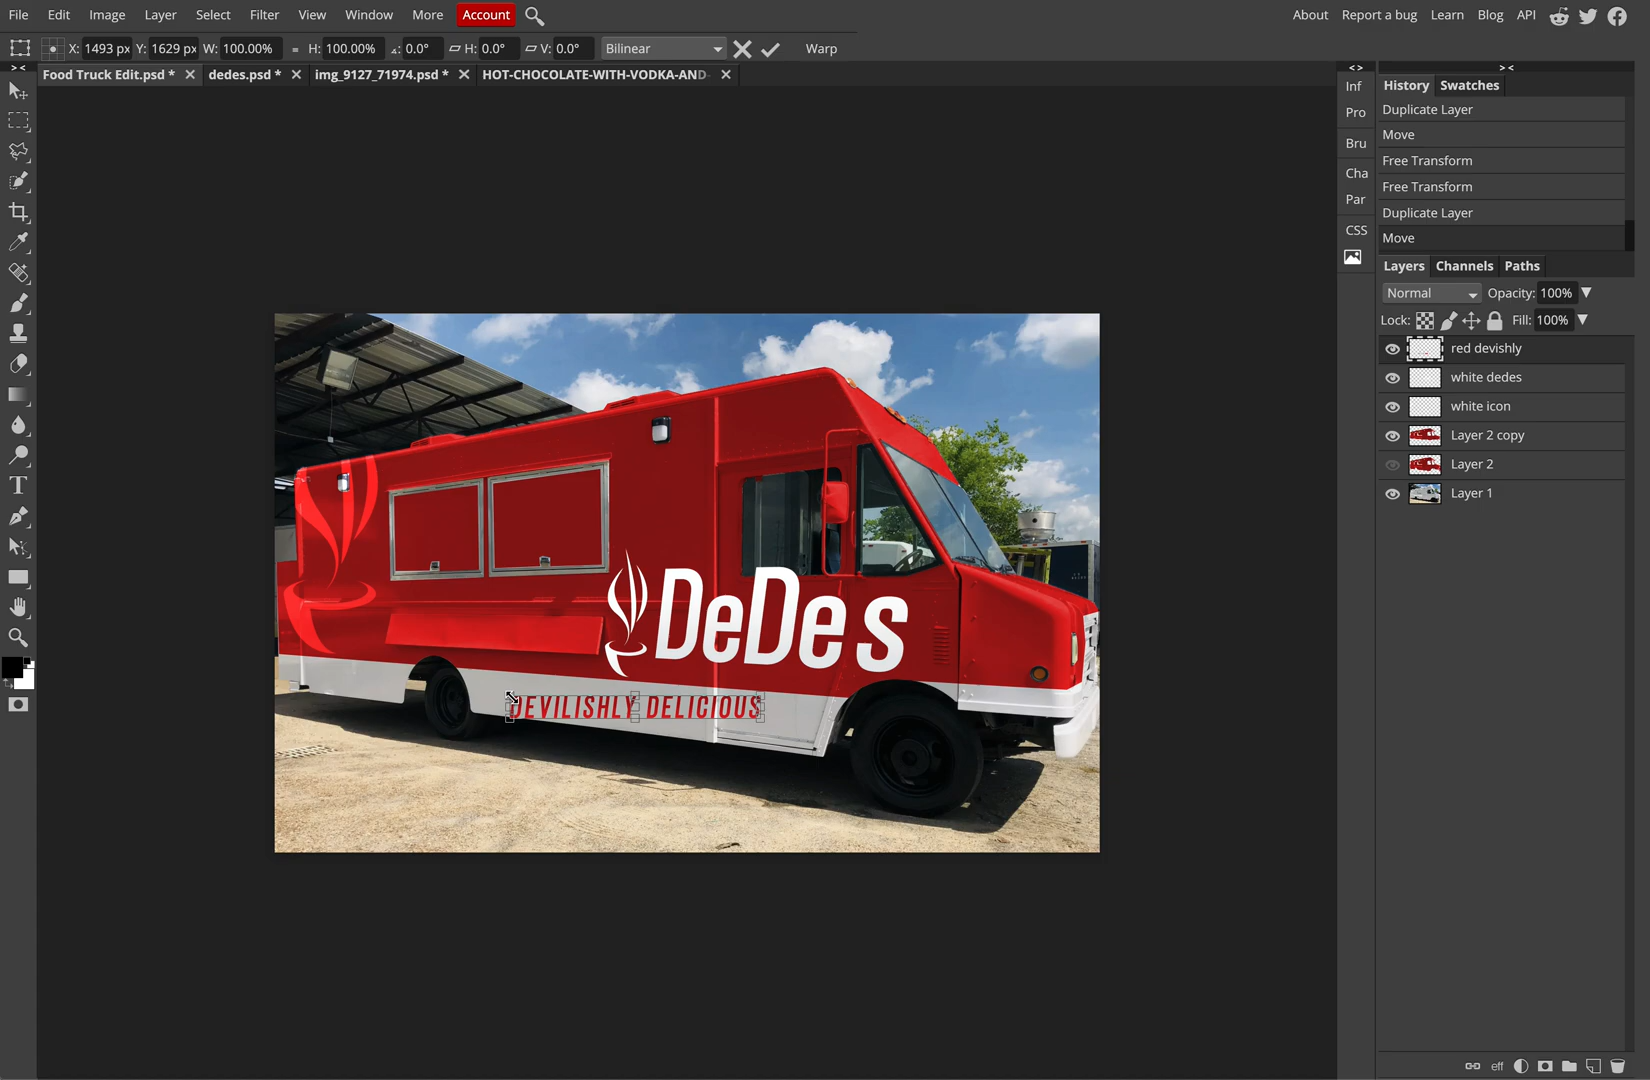 File Edit Image Layer Select Filter View Window More Account About Report a bug Learn Blog API
X: 1493 px Y: 1629 px W: 100.00% = H: 100.00% 0.0° H: 0.0° V: 0.0° Bilinear Warp
> < Food Truck Edit.psd * dedes.psd * img_9127_71974.psd * HOT-CHOCOLATE-WITH-VODKA-AND- < > > <
Inf
Pro
Bru
Cha
Par
CSS
History Swatches
Duplicate Layer
Move
Free Transform
Free Transform
Duplicate Layer
Move
Layers Channels Paths
Normal Opacity: 100%
Lock: Fill: 100%
red devishly
white dedes
white icon
Layer 2 copy
Layer 2
Layer 1
DeDes
DEVILISHLY DELICIOUS
T
eff